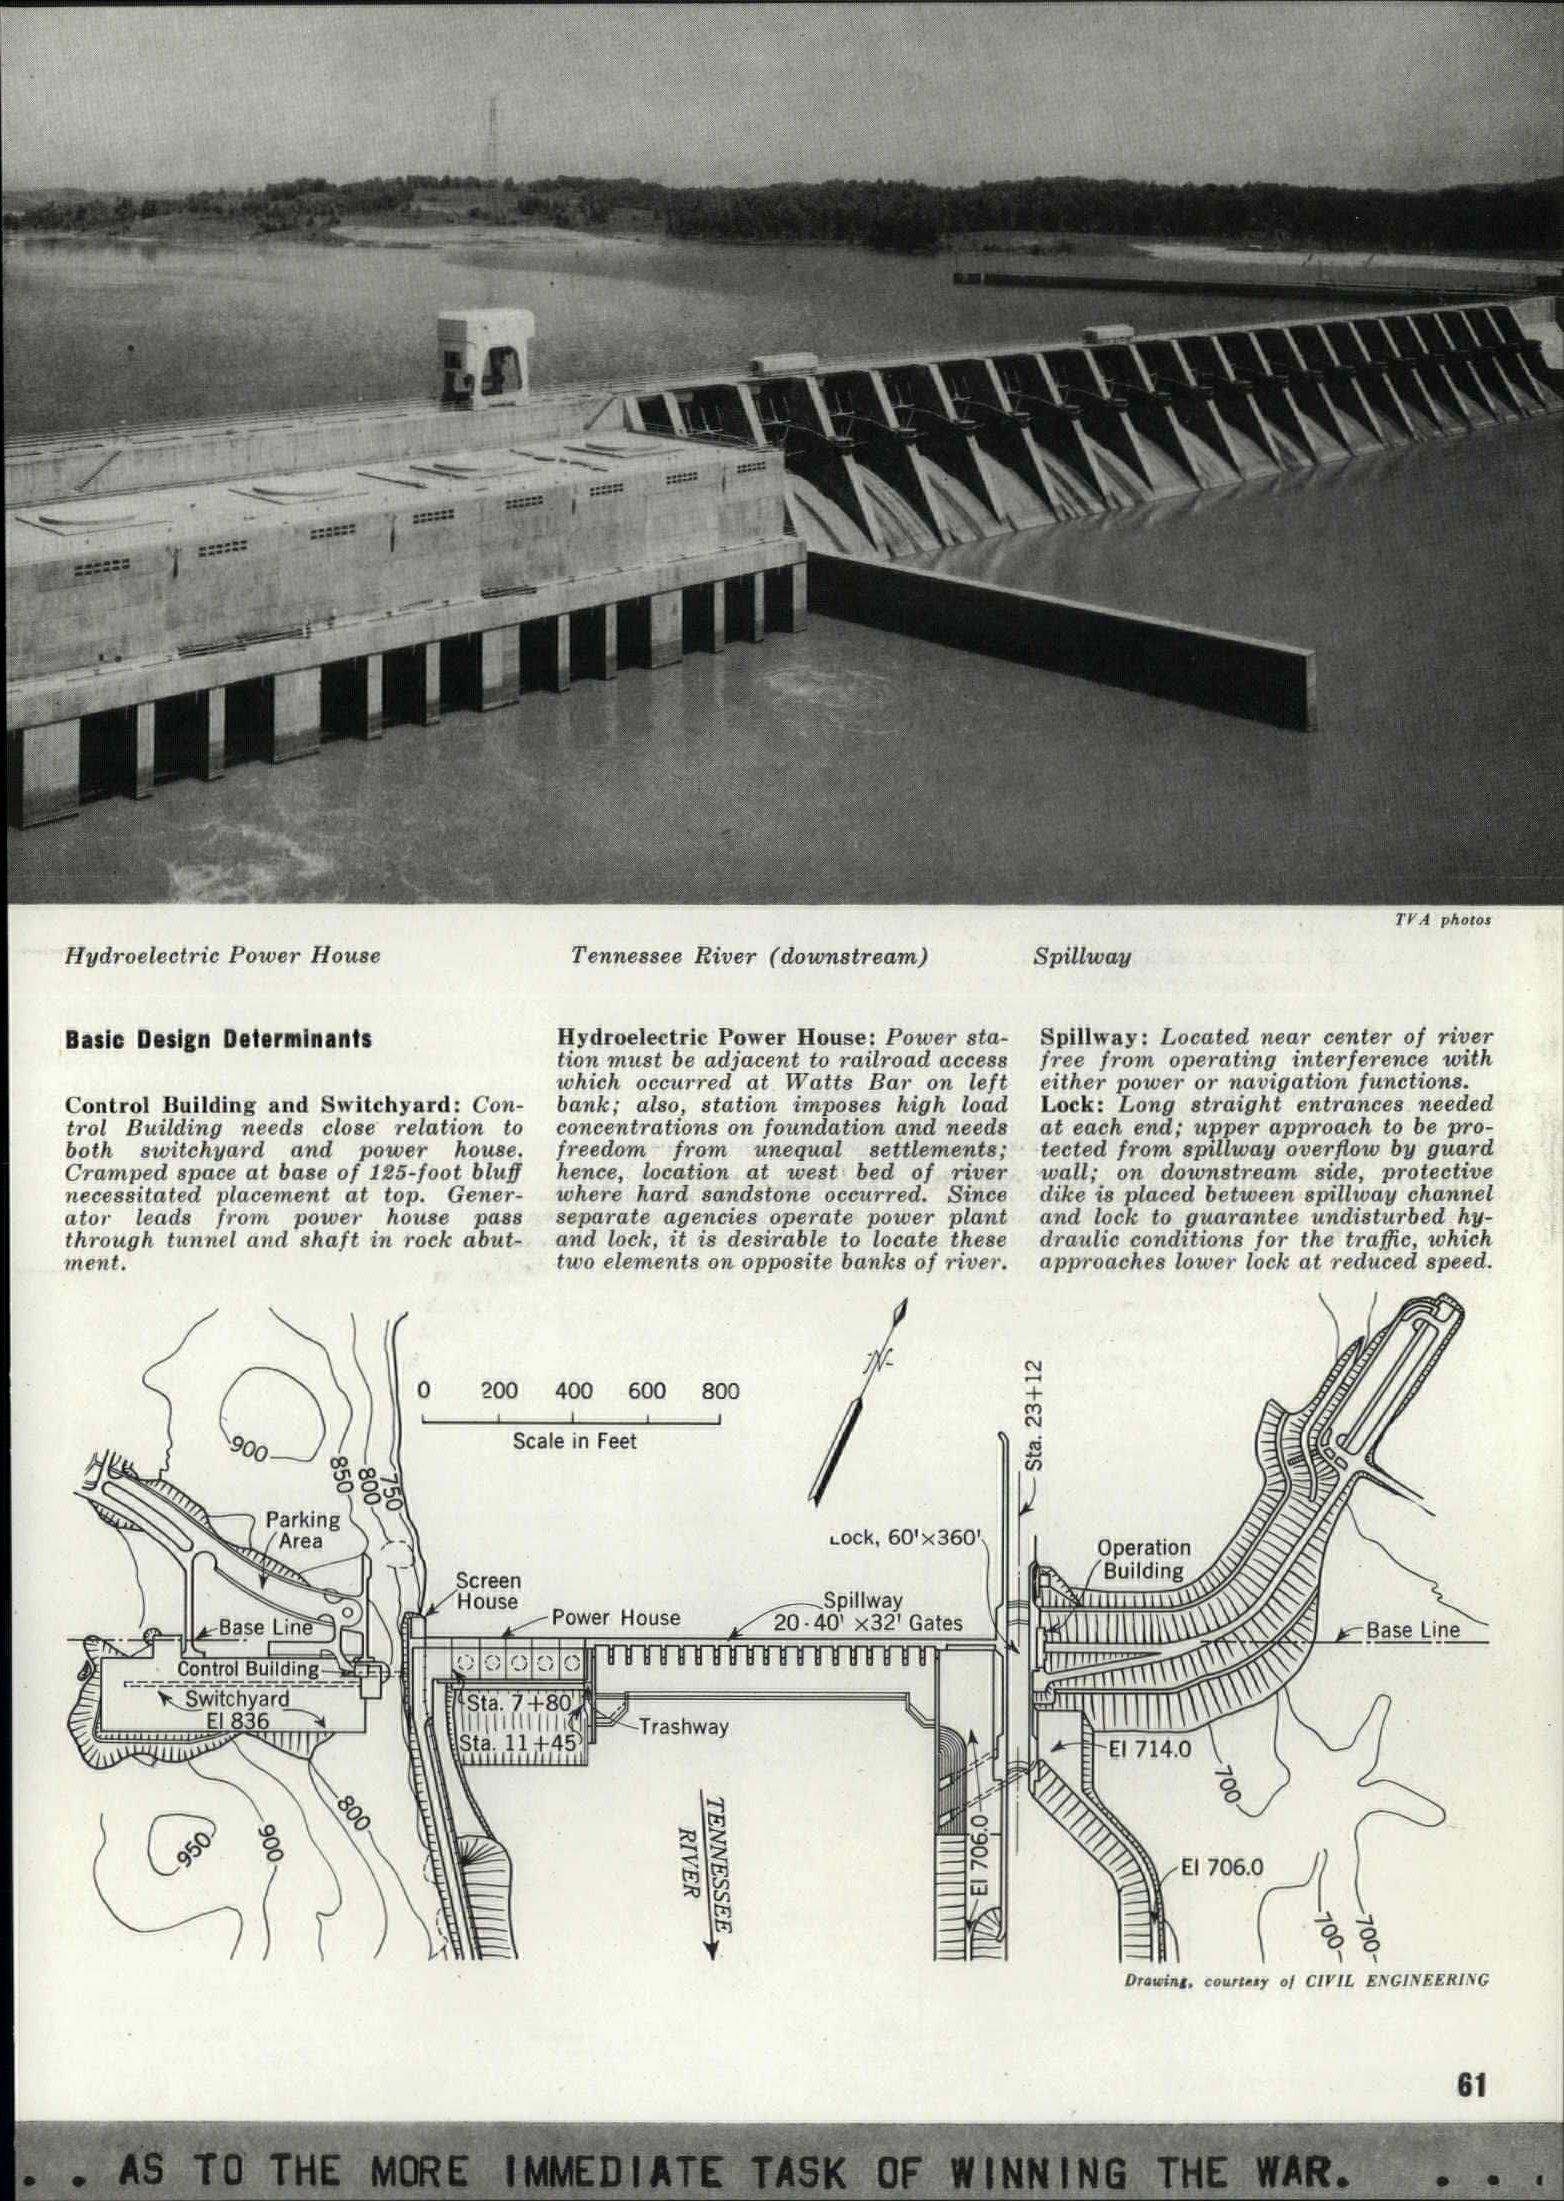 TVA photos
Hydroelectric Power House
Tennessee River (downstream)
Spillway
Basic Design Determinants
Control Building and Switchyard: Con-
trol Building needs close relation to
both switchyard and power house.
Cramped space at base of 125-foot bluff
necessitated placement at top. Gener-
ator leads from power house pass
through tunnel and shaft in rock abut-
ment.
Hydroelectric Power House: Power sta-
tion must be adjacent to railroad access
which occurred at Watts Bar on left
bank; also, station imposes high load
concentrations on foundation and needs
freedom from unequal settlements;
hence, location at west bed of river
where hard sandstone occurred. Since
separate agencies operate power plant
and lock, it is desirable to locate these
two elements on opposite banks of river.
Spillway: Located near center of river
free from operating interference with
either power or navigation functions.
Lock: Long straight entrances needed
at each end; upper approach to be pro-
tected from spillway overflow by guard
wall; on downstream side, protective
dike is placed between spillway channel
and lock to guarantee undisturbed hy-
draulic conditions for the traffic, which
approaches lower lock at reduced speed.
0 200 400 600 800
Scale in Feet
N
Sta. 23+12
900
850
800
750
Parking
Area
Lock, 60'×360'
Operation
Building
Screen
House
Power House
Spillway
20-40' ×32' Gates
Base Line
Base Line
Control Building
Switchyard
El 836
Sta. 7+80
Sta. 11+45
Trashway
El 714.0
700
800
900
950
TENNESSEE
RIVER
El 706.0
El 706.0
700
700
Drawing, courtesy of CIVIL ENGINEERING
61
. . AS TO THE MORE IMMEDIATE TASK OF WINNING THE WAR. . . .